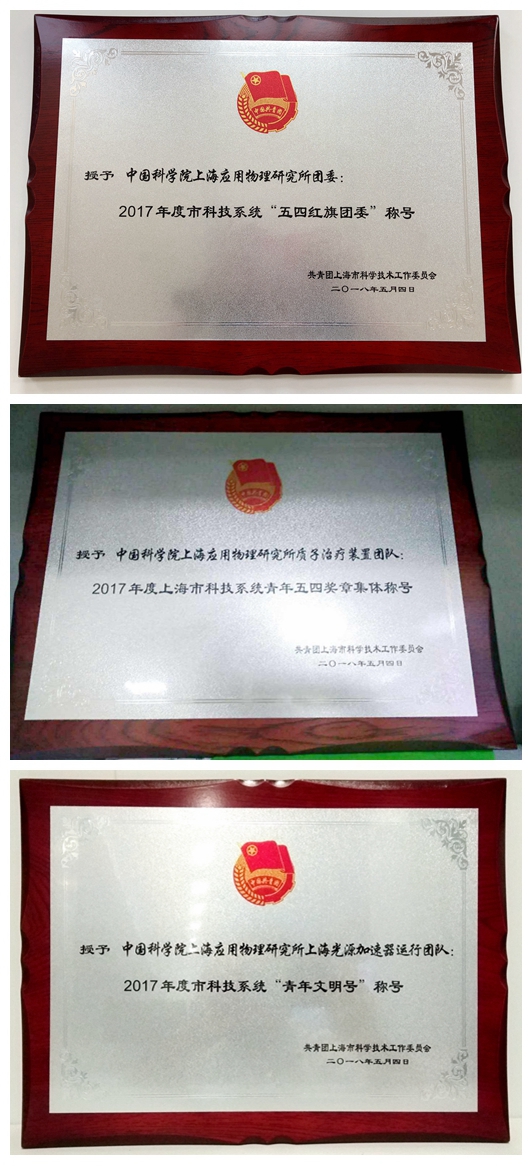 中国共青团
授予 中国科学院上海应用物理研究所团委：
2017年度市科技系统“五四红旗团委”称号
共青团上海市科学技术工作委员会
二〇一八年五月四日
中国共青团
授予 中国科学院上海应用物理研究所质子治疗装置团队：
2017年度上海市科技系统青年五四奖章集体称号
共青团上海市科学技术工作委员会
二〇一八年五月四日
中国共青团
授予 中国科学院上海应用物理研究所上海光源加速器运行团队：
2017年度市科技系统“青年文明号”称号
共青团上海市科学技术工作委员会
二〇一八年五月四日